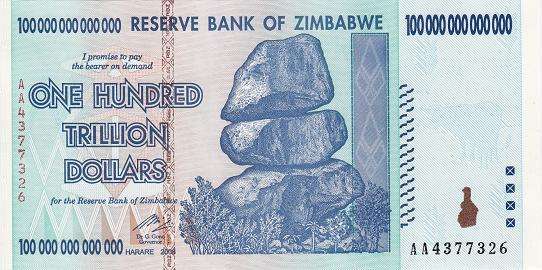 100 000 000 000 000 RESERVE BANK OF ZIMBABWE 100 000 000 000 000
I promise to pay
the bearer on demand
ONE HUNDRED
TRILLION
DOLLARS
for the Reserve Bank of Zimbabwe
Dr G. Gono
Governor
HARARE 2008
100 000 000 000 000
AA4377326
AA4377326